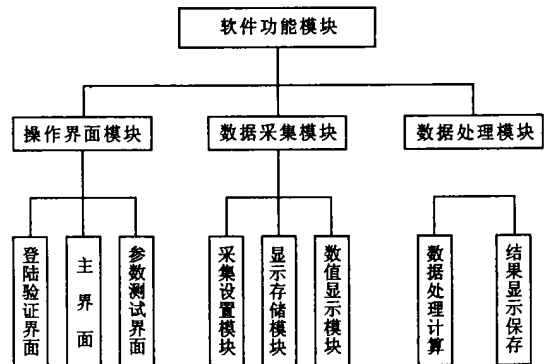 软件功能模块
操作界面模块
数据采集模块
数据处理模块
登陆验证界面
主界面
参数测试界面
采集设置模块
显示存储模块
数值显示模块
数据处理计算
结果显示保存